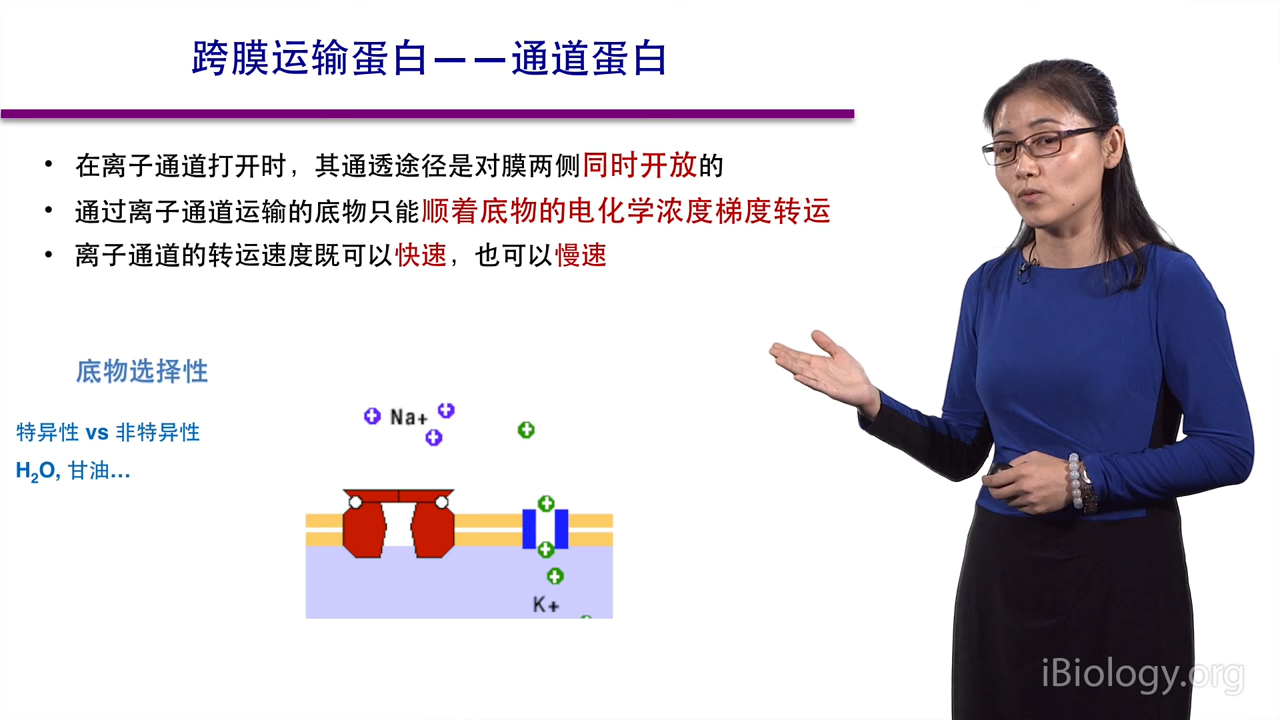 跨膜运输蛋白——通道蛋白
• 在离子通道打开时，其通透途径是对膜两侧同时开放的
• 通过离子通道运输的底物只能顺着底物的电化学浓度梯度转运
• 离子通道的转运速度既可以快速，也可以慢速
底物选择性
特异性 vs 非特异性
H₂O, 甘油…
Na+
K+
iBiology.org